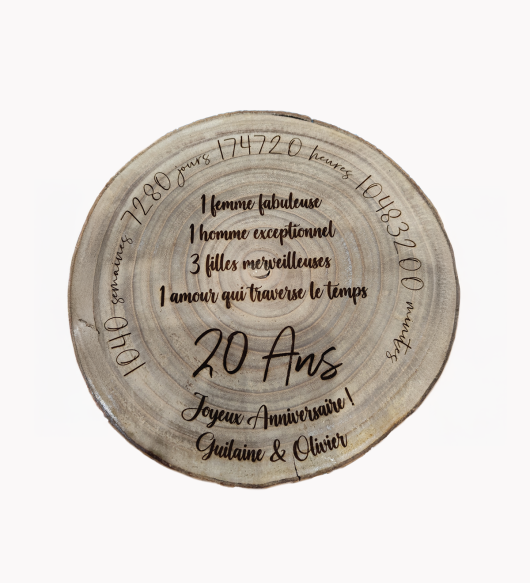 1040 semaines 7280 jours 174720 heures 10483200 minutes
1 femme fabuleuse
1 homme exceptionnel
3 filles merveilleuses
1 amour qui traverse le temps
20 Ans
Joyeux Anniversaire !
Guilaine & Olivier